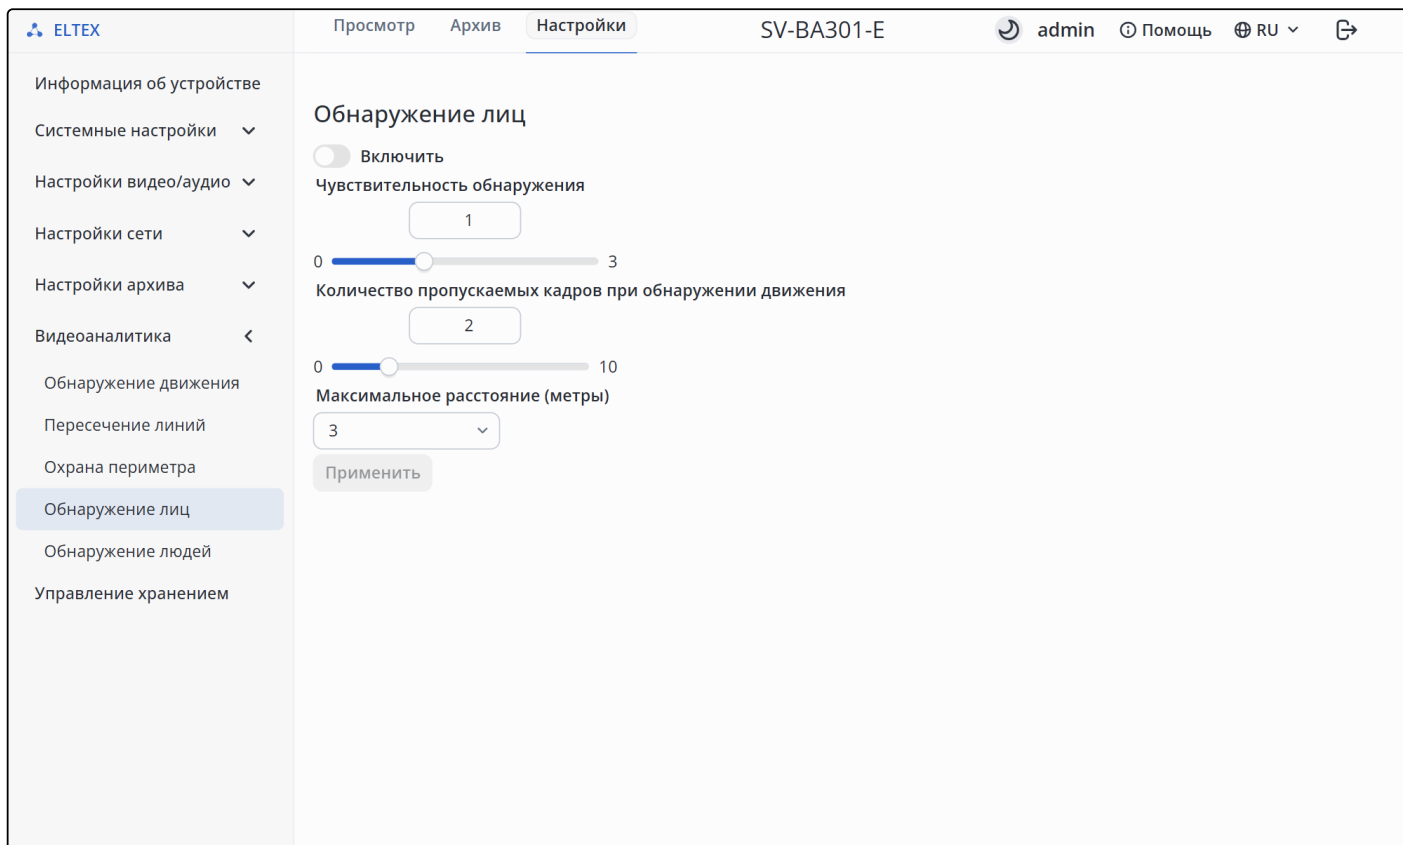 ELTEX
Просмотр
Архив
Настройки
SV-BA301-E
admin
Помощь
RU
Информация об устройстве
Системные настройки
Настройки видео/аудио
Настройки сети
Настройки архива
Видеоаналитика
Обнаружение движения
Пересечение линий
Охрана периметра
Обнаружение лиц
Обнаружение людей
Управление хранением
Обнаружение лиц
Включить
Чувствительность обнаружения
1
0
3
Количество пропускаемых кадров при обнаружении движения
2
0
10
Максимальное расстояние (метры)
3
Применить